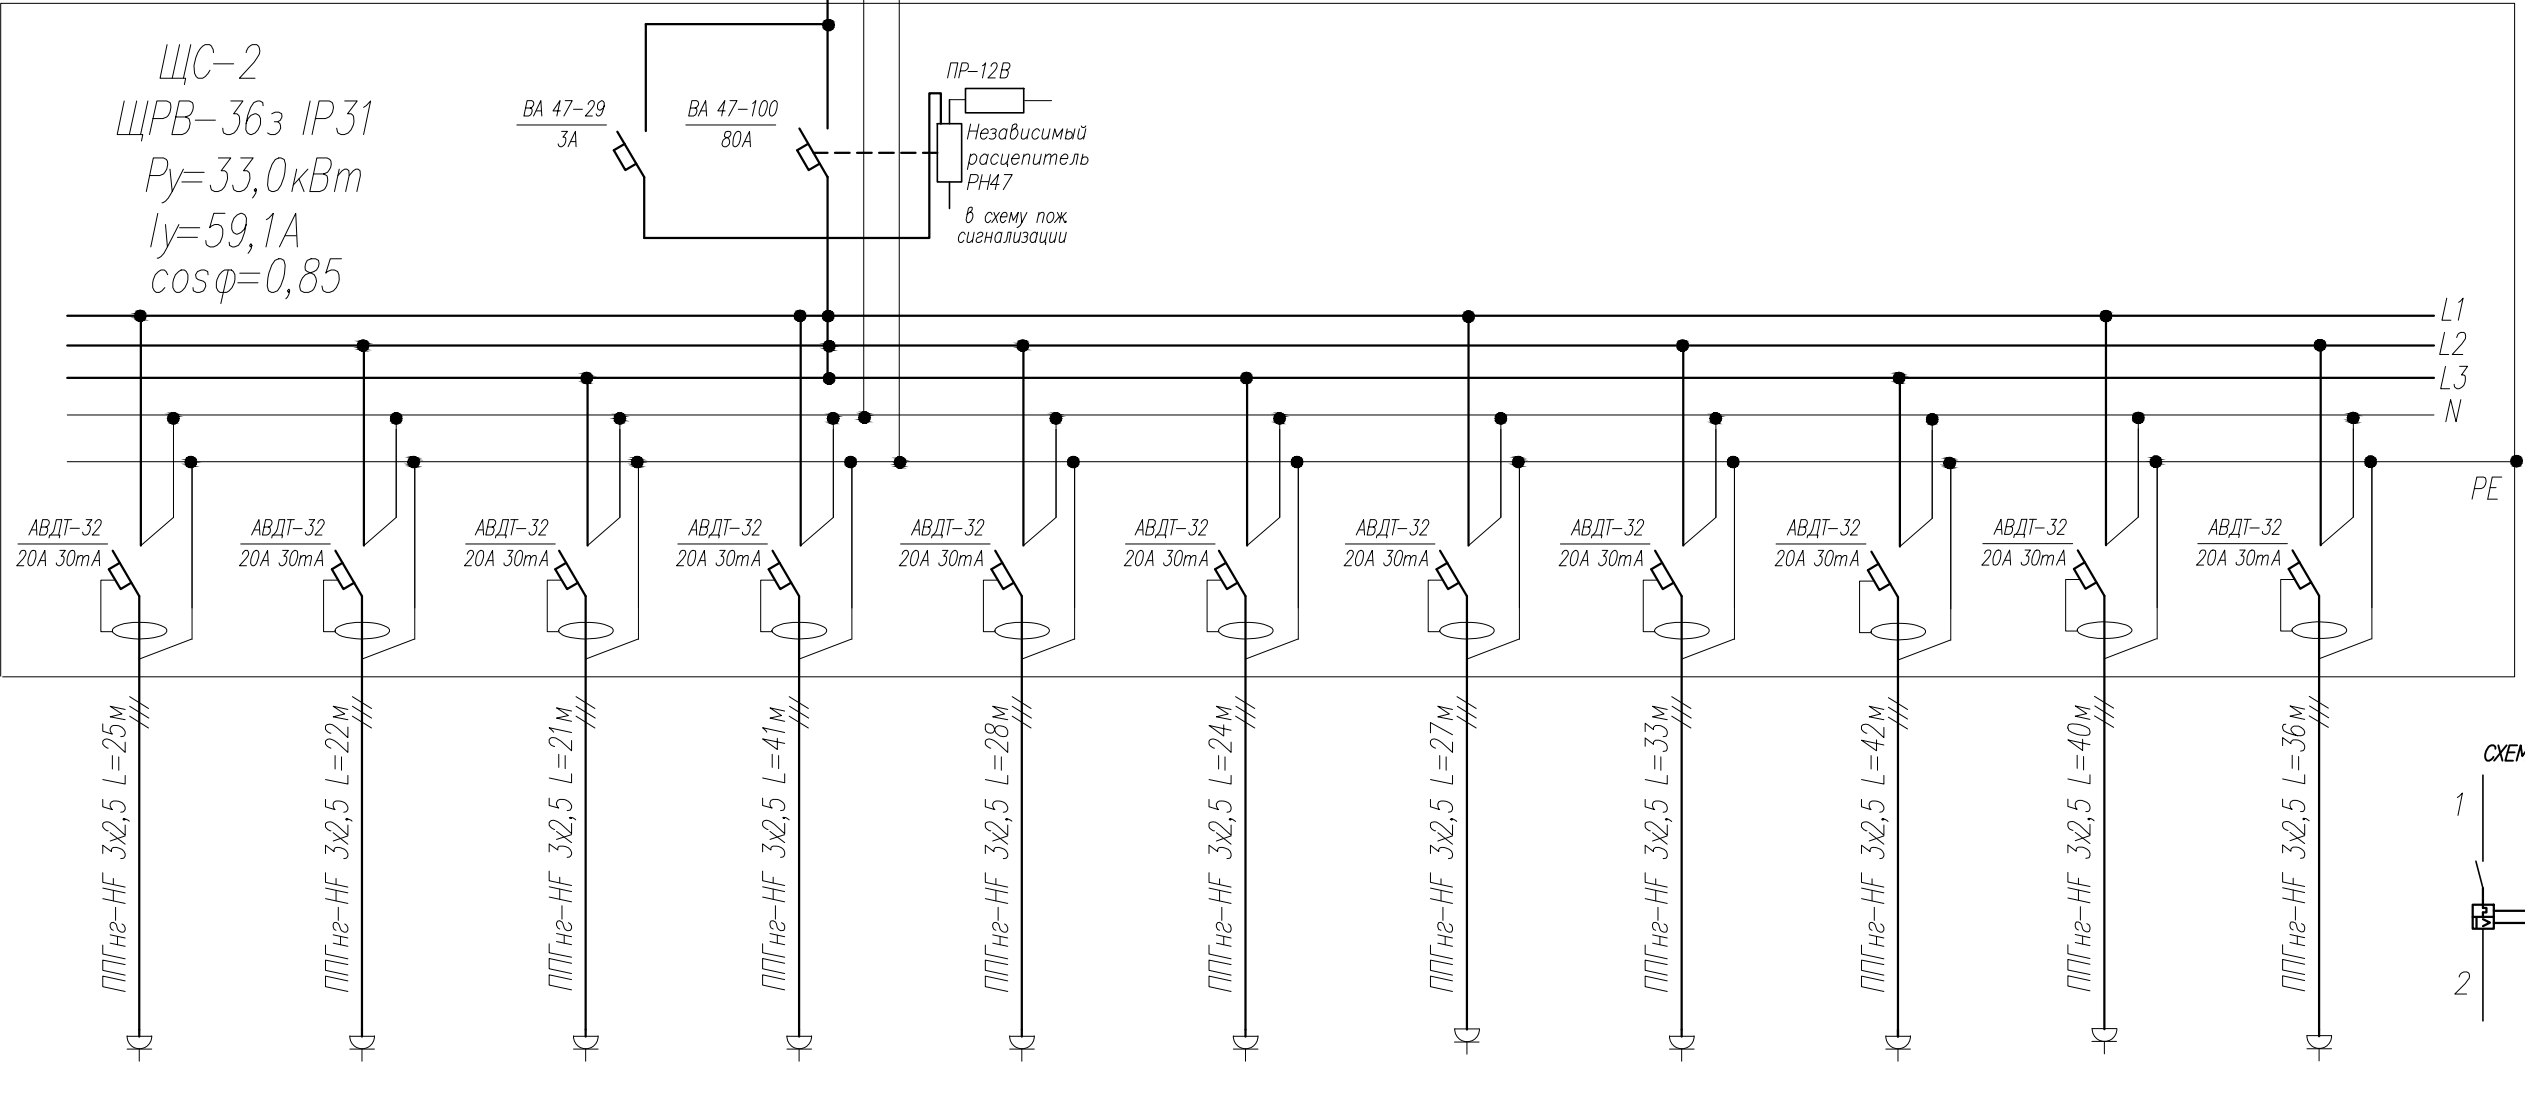 ЩС-2
ЩРВ-36з IP31
Ру=33,0кВт
Iу=59,1А
cosφ=0,85
ВА 47-29
3А
ВА 47-100
80А
ПР-12В
Независимый
расцепитель
РН47
в схему пож.
сигнализации
L1
L2
L3
N
PE
АВДТ-32
20А 30mA
АВДТ-32
20А 30mA
АВДТ-32
20А 30mA
АВДТ-32
20А 30mA
АВДТ-32
20А 30mA
АВДТ-32
20А 30mA
АВДТ-32
20А 30mA
АВДТ-32
20А 30mA
АВДТ-32
20А 30mA
АВДТ-32
20А 30mA
АВДТ-32
20А 30mA
ППГнг-HF 3х2,5 L=25м
ППГнг-HF 3х2,5 L=22м
ППГнг-HF 3х2,5 L=21м
ППГнг-HF 3х2,5 L=41м
ППГнг-HF 3х2,5 L=28м
ППГнг-HF 3х2,5 L=24м
ППГнг-HF 3х2,5 L=27м
ППГнг-HF 3х2,5 L=33м
ППГнг-HF 3х2,5 L=42м
ППГнг-HF 3х2,5 L=40м
ППГнг-HF 3х2,5 L=36м
1
2